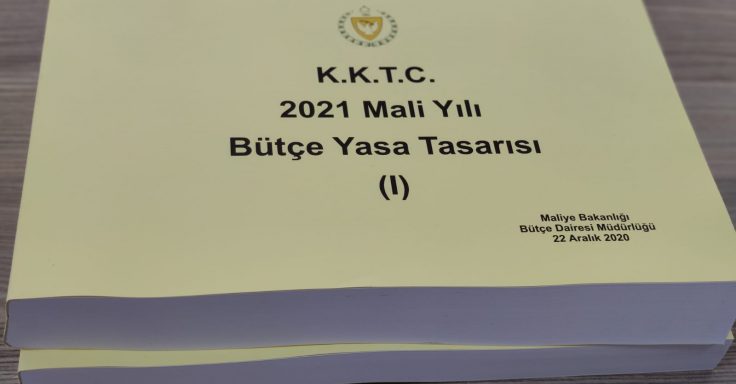 K.K.T.C.
2021 Mali Yılı
Bütçe Yasa Tasarısı
(I)
Maliye Bakanlığı
Bütçe Dairesi Müdürlüğü
22 Aralık 2020